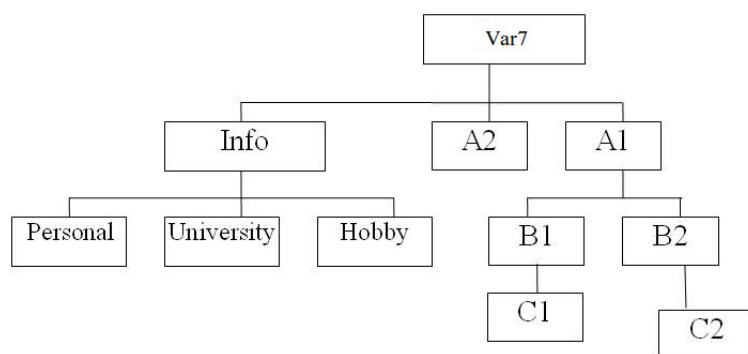 Var7
Info
A2
A1
Personal
University
Hobby
B1
B2
C1
C2